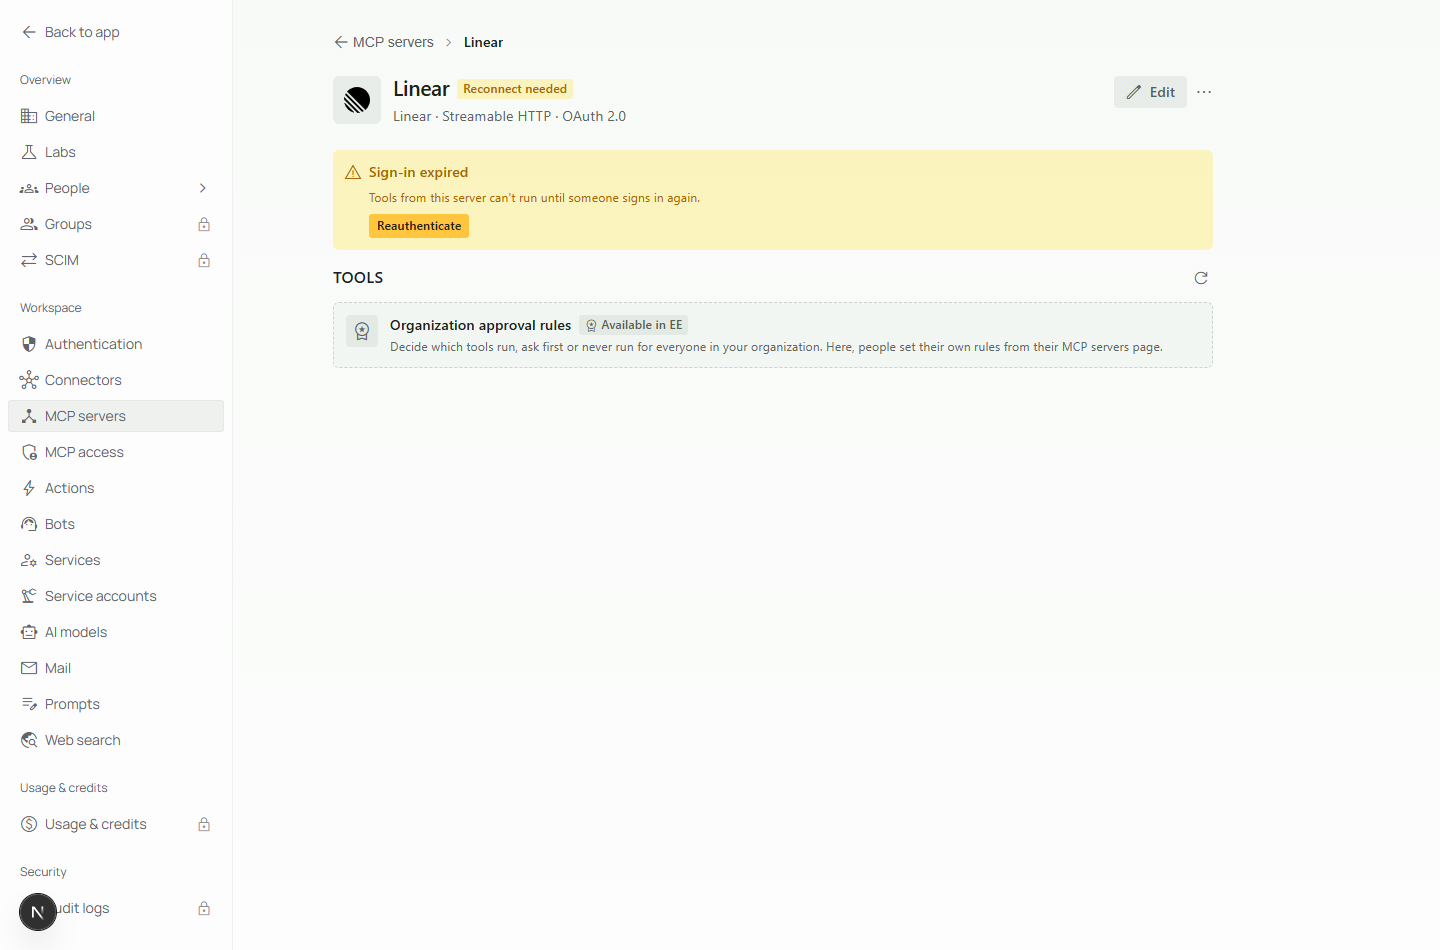 Back to app
Overview
General
Labs
People
Groups
SCIM
Workspace
Authentication
Connectors
MCP servers
MCP access
Actions
Bots
Services
Service accounts
AI models
Mail
Prompts
Web search
Usage & credits
Usage & credits
Security
udit logs
N
MCP servers
Linear
Linear
Reconnect needed
Linear · Streamable HTTP · OAuth 2.0
Edit
Sign-in expired
Tools from this server can't run until someone signs in again.
Reauthenticate
TOOLS
Organization approval rules
Available in EE
Decide which tools run, ask first or never run for everyone in your organization. Here, people set their own rules from their MCP servers page.